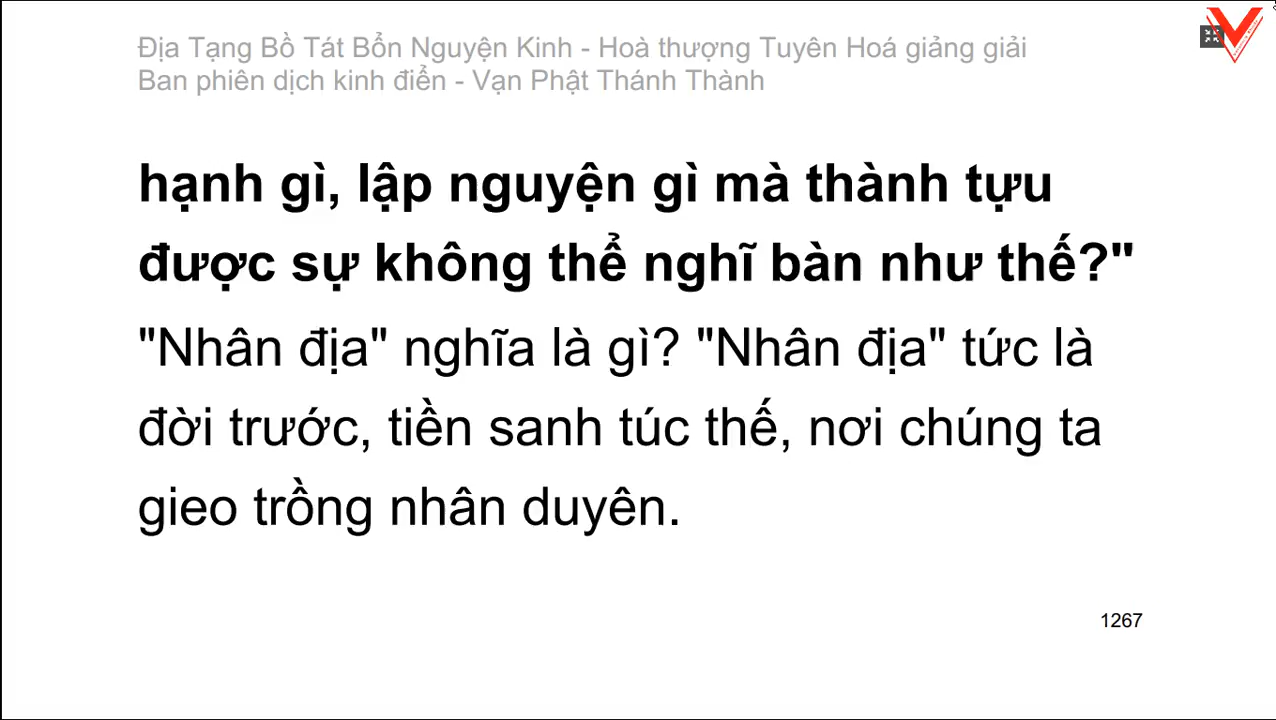 Địa Tạng Bồ Tát Bổn Nguyện Kinh - Hoà thượng Tuyên Hoá giảng giải
Ban phiên dịch kinh điển - Vạn Phật Thánh Thành
hạnh gì, lập nguyện gì mà thành tựu
được sự không thể nghĩ bàn như thế?"
"Nhân địa" nghĩa là gì? "Nhân địa" tức là
đời trước, tiền sanh túc thế, nơi chúng ta
gieo trồng nhân duyên.
1267